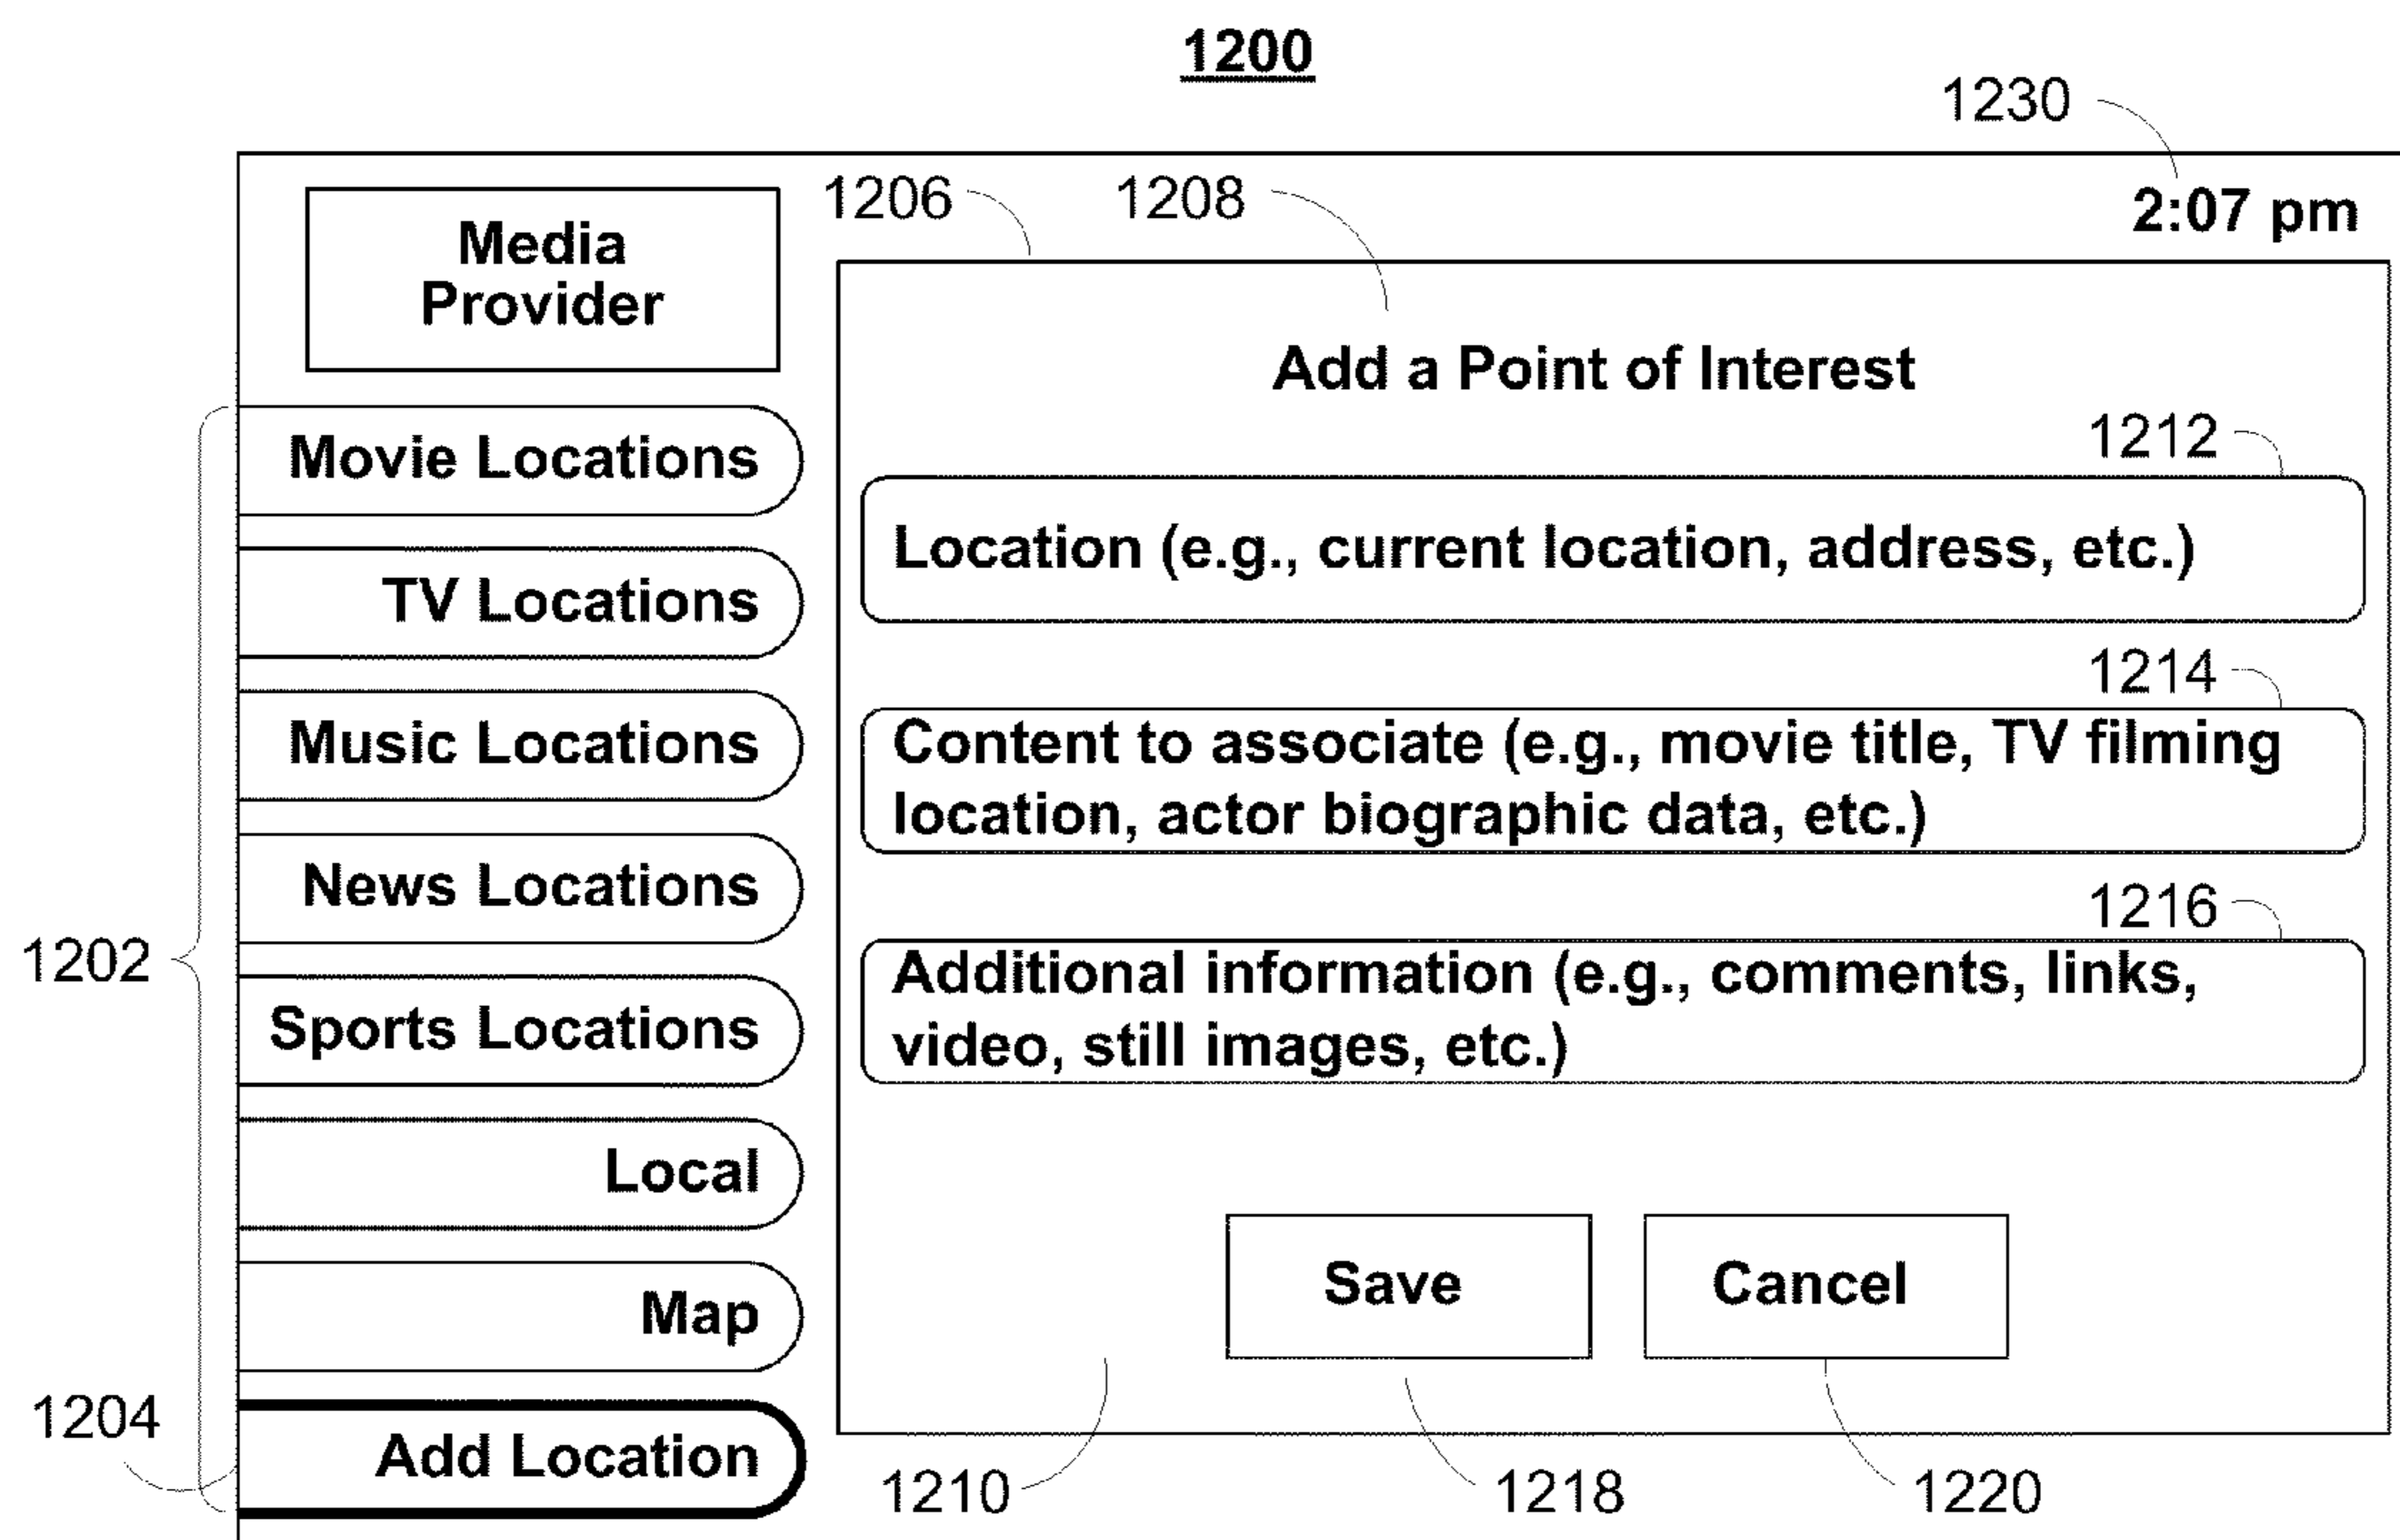 1200
1230
2:07 pm
1206
1208
Media
Provider
Add a Point of Interest
1202
Movie Locations
TV Locations
Music Locations
News Locations
Sports Locations
Local
Map
1204
Add Location
1212
Location (e.g., current location, address, etc.)
1214
Content to associate (e.g., movie title, TV filming
location, actor biographic data, etc.)
1216
Additional information (e.g., comments, links,
video, still images, etc.)
Save
Cancel
1210
1218
1220